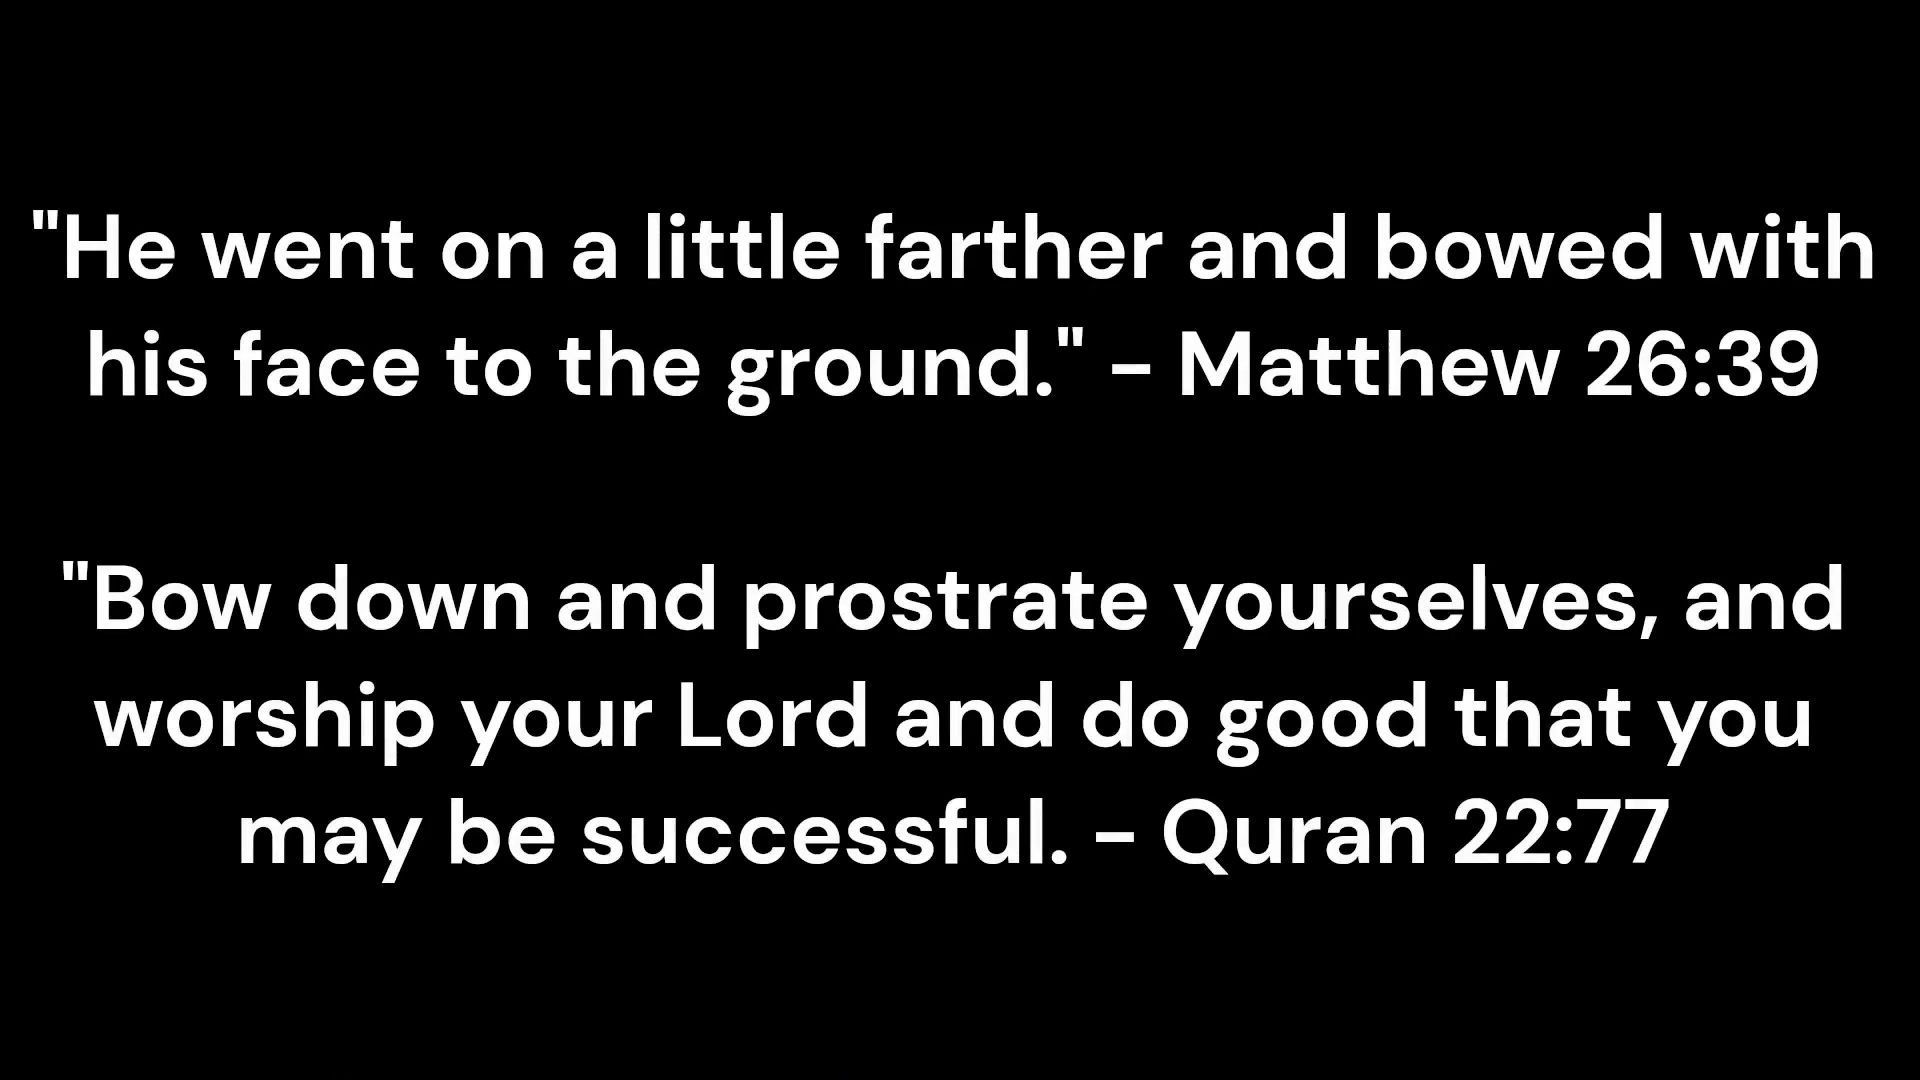 "He went on a little farther and bowed with
his face to the ground." - Matthew 26:39
"Bow down and prostrate yourselves, and
worship your Lord and do good that you
may be successful. - Quran 22:77